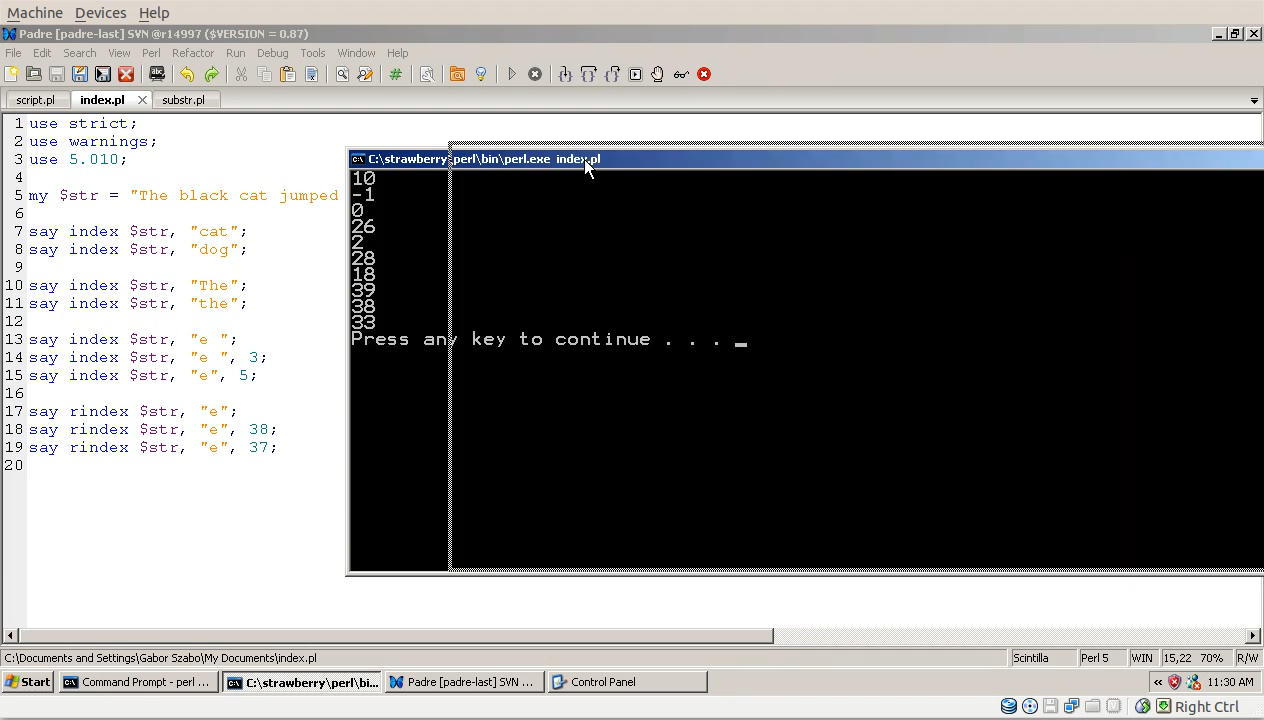 Machine Devices Help
Padre [padre-last] SVN @r14997 ($VERSION = 0.87)
File Edit Search View Perl Refactor Run Debug Tools Window Help
script.pl index.pl substr.pl
1 use strict;
2 use warnings;
3 use 5.010;
4
5 my $str = "The black cat jumped
6
7 say index $str, "cat";
8 say index $str, "dog";
9
10 say index $str, "The";
11 say index $str, "the";
12
13 say index $str, "e ";
14 say index $str, "e ", 3;
15 say index $str, "e", 5;
16
17 say rindex $str, "e";
18 say rindex $str, "e", 38;
19 say rindex $str, "e", 37;
20
C:\strawberry\perl\bin\perl.exe index.pl
10
-1
0
26
2
28
18
39
38
33
Press any key to continue . . . _
C:\Documents and Settings\Gabor Szabo\My Documents\index.pl
Scintilla Perl 5 WIN 15,22 70% R/W
Start Command Prompt - perl ... C:\strawberry\perl\bi... Padre [padre-last] SVN ... Control Panel « 11:30 AM
Right Ctrl